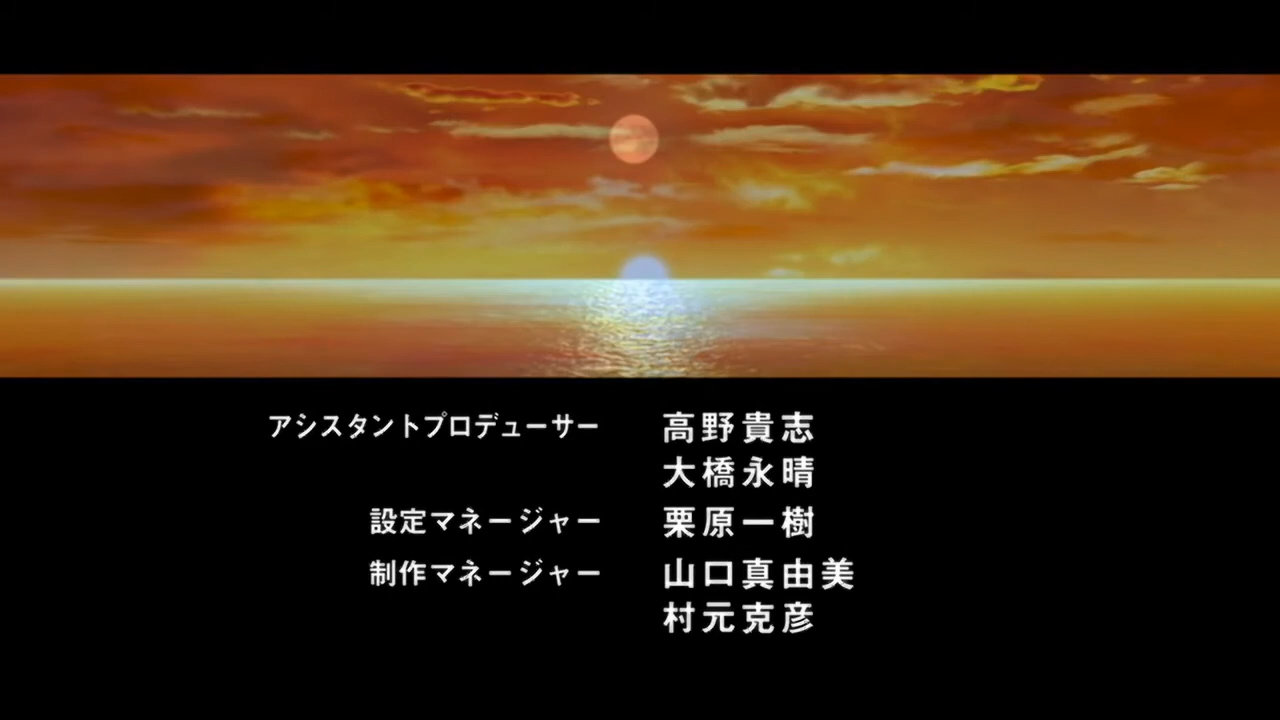 アシスタントプロデューサー 高野貴志
大橋永晴
設定マネージャー 栗原一樹
制作マネージャー 山口真由美
村元克彦